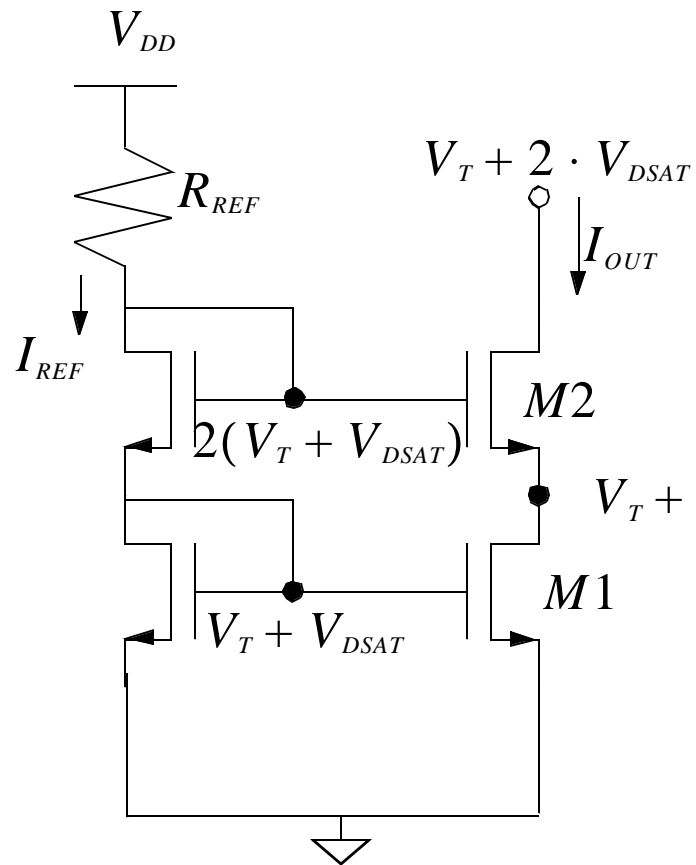 V_DD
V_T + 2 · V_DSAT
R_REF
I_OUT
I_REF
M2
2(V_T + V_DSAT)
V_T +
M1
V_T + V_DSAT